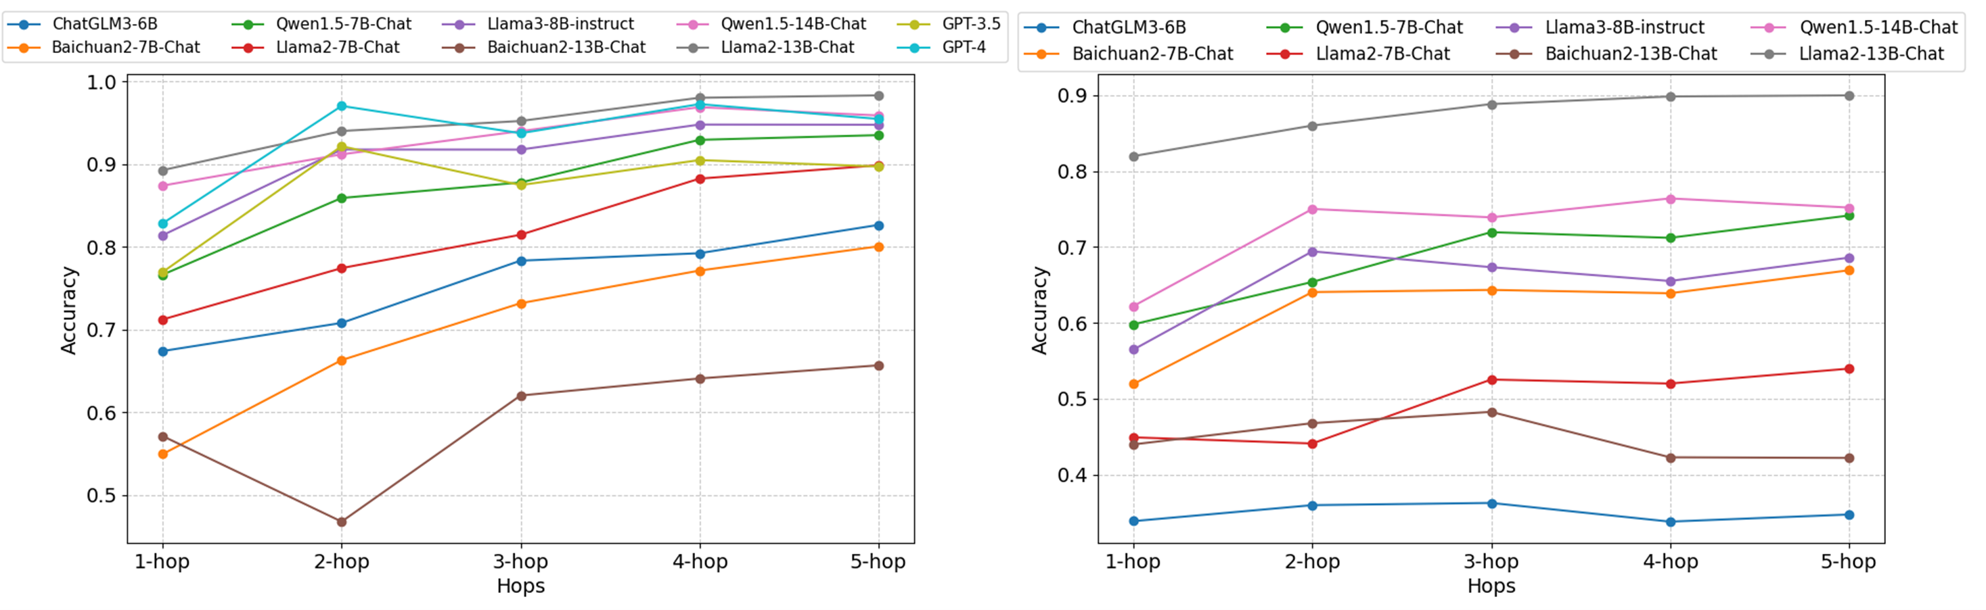 ChatGLM3-6B Qwen1.5-7B-Chat Llama3-8B-instruct Qwen1.5-14B-Chat GPT-3.5
Baichuan2-7B-Chat Llama2-7B-Chat Baichuan2-13B-Chat Llama2-13B-Chat GPT-4
1.0
0.9
0.8
0.7
0.6
0.5
Accuracy
1-hop 2-hop 3-hop 4-hop 5-hop
Hops
ChatGLM3-6B Qwen1.5-7B-Chat Llama3-8B-instruct Qwen1.5-14B-Chat
Baichuan2-7B-Chat Llama2-7B-Chat Baichuan2-13B-Chat Llama2-13B-Chat
0.9
0.8
0.7
0.6
0.5
0.4
Accuracy
1-hop 2-hop 3-hop 4-hop 5-hop
Hops